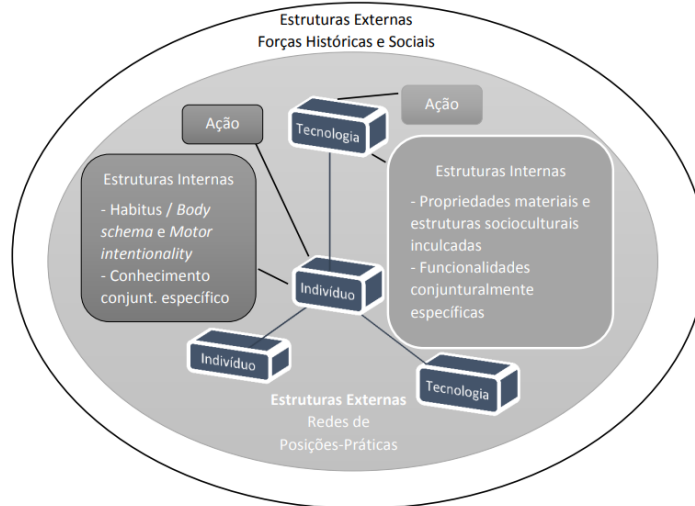 Estruturas Externas
Forças Históricas e Sociais
Ação
Ação
Tecnologia
Estruturas Internas
- Habitus / Body
schema e Motor
intentionality
- Conhecimento
conjunt. específico
Estruturas Internas
- Propriedades materiais e
estruturas socioculturais
inculcadas
- Funcionalidades
conjunturalmente
específicas
Indivíduo
Indivíduo
Tecnologia
Estruturas Externas
Redes de
Posições-Práticas